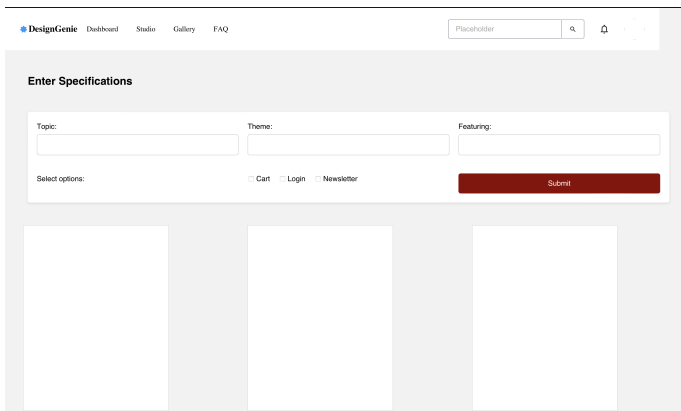 DesignGenie Dashboard Studio Gallery FAQ Placeholder
Enter Specifications
Topic: Theme: Featuring:
Select options: Cart Login Newsletter Submit